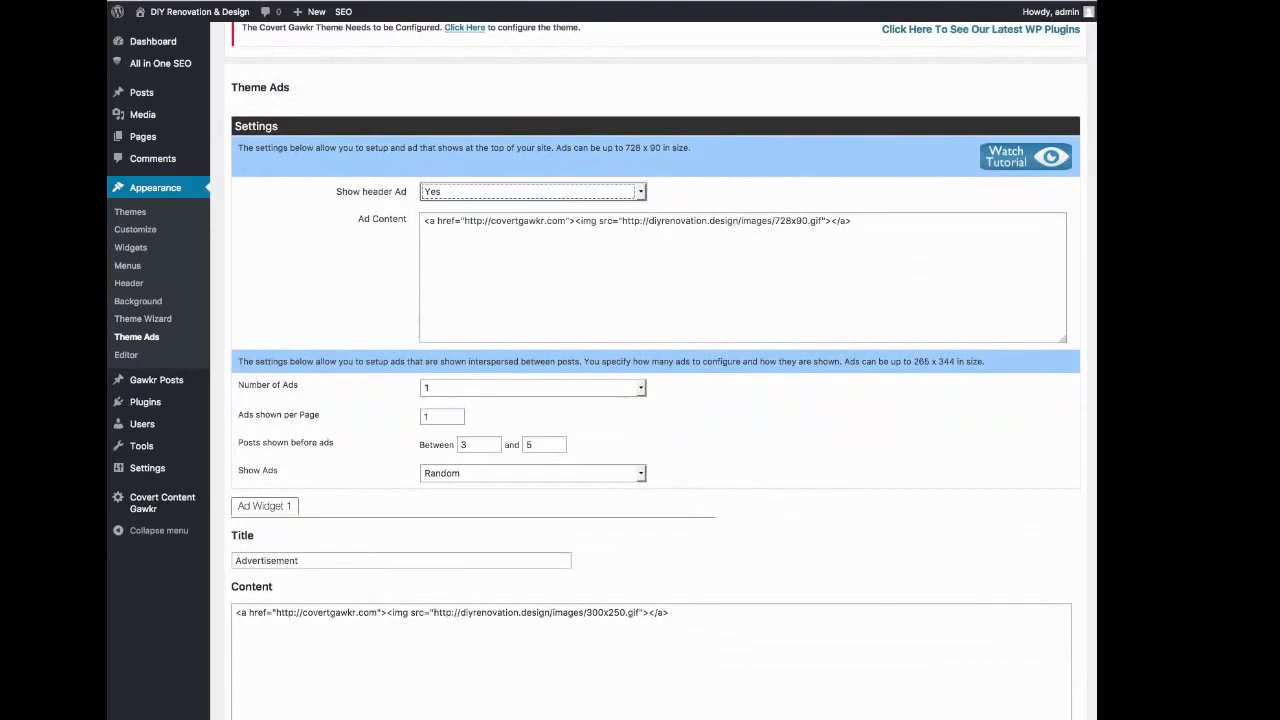 DIY Renovation & Design 0 New SEO Howdy, admin
Dashboard
All in One SEO
Posts
Media
Pages
Comments
Appearance
Themes
Customize
Widgets
Menus
Header
Background
Theme Wizard
Theme Ads
Editor
Gawkr Posts
Plugins
Users
Tools
Settings
Covert Content
Gawkr
Collapse menu
The Covert Gawkr Theme Needs to be Configured. Click Here to configure the theme.
Click Here To See Our Latest WP Plugins
Theme Ads
Settings
The settings below allow you to setup and ad that shows at the top of your site. Ads can be up to 728 x 90 in size.
Watch
Tutorial
Show header Ad Yes
Ad Content <a href="http://covertgawkr.com"><img src="http://diyrenovation.design/images/728x90.gif"></a>
The settings below allow you to setup ads that are shown interspersed between posts. You specify how many ads to configure and how they are shown. Ads can be up to 265 x 344 in size.
Number of Ads 1
Ads shown per Page 1
Posts shown before ads Between 3 and 5
Show Ads Random
Ad Widget 1
Title
Advertisement
Content
<a href="http://covertgawkr.com"><img src="http://diyrenovation.design/images/300x250.gif"></a>